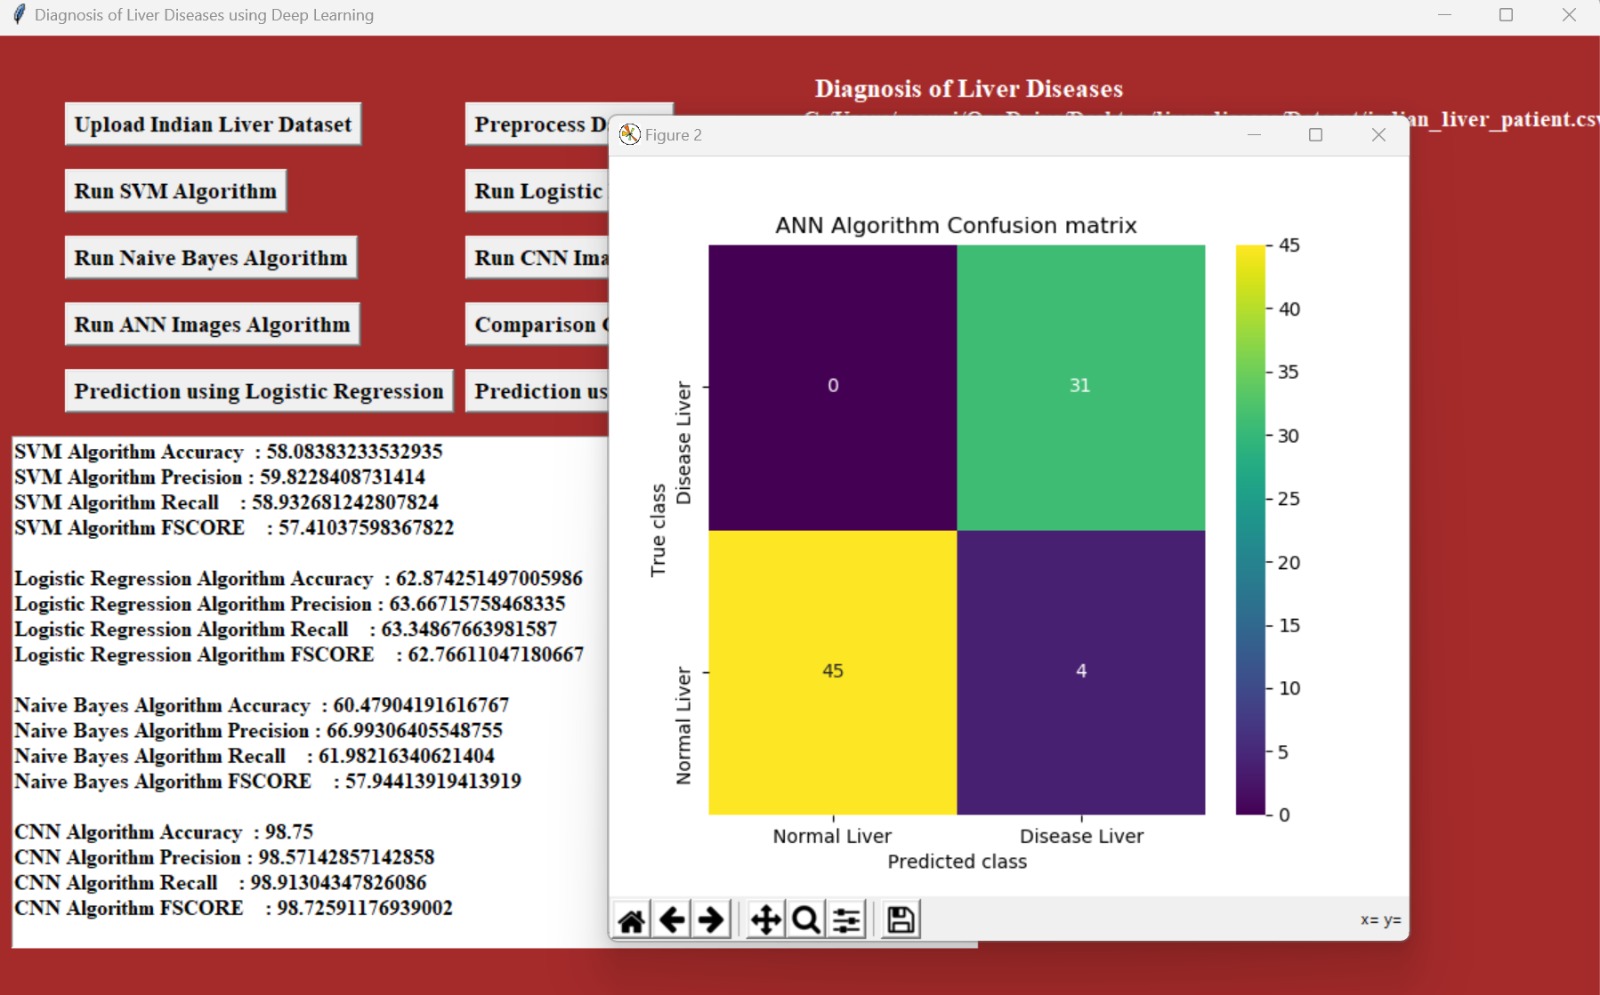 Diagnosis of Liver Diseases using Deep Learning
Diagnosis of Liver Diseases
indian_liver_patient.csv
Upload Indian Liver Dataset
Preprocess D
Run SVM Algorithm
Run Logistic
Run Naive Bayes Algorithm
Run CNN Ima
Run ANN Images Algorithm
Comparison
Prediction using Logistic Regression
Prediction us
SVM Algorithm Accuracy : 58.08383233532935
SVM Algorithm Precision : 59.8228408731414
SVM Algorithm Recall : 58.932681242807824
SVM Algorithm FSCORE : 57.41037598367822
Logistic Regression Algorithm Accuracy : 62.874251497005986
Logistic Regression Algorithm Precision : 63.66715758468335
Logistic Regression Algorithm Recall : 63.34867663981587
Logistic Regression Algorithm FSCORE : 62.76611047180667
Naive Bayes Algorithm Accuracy : 60.47904191616767
Naive Bayes Algorithm Precision : 66.99306405548755
Naive Bayes Algorithm Recall : 61.98216340621404
Naive Bayes Algorithm FSCORE : 57.94413919413919
CNN Algorithm Accuracy : 98.75
CNN Algorithm Precision : 98.57142857142858
CNN Algorithm Recall : 98.91304347826086
CNN Algorithm FSCORE : 98.72591176939002
Figure 2
ANN Algorithm Confusion matrix
True class
Disease Liver
Normal Liver
0
31
45
4
Normal Liver
Disease Liver
Predicted class
45
40
35
30
25
20
15
10
5
0
x= y=